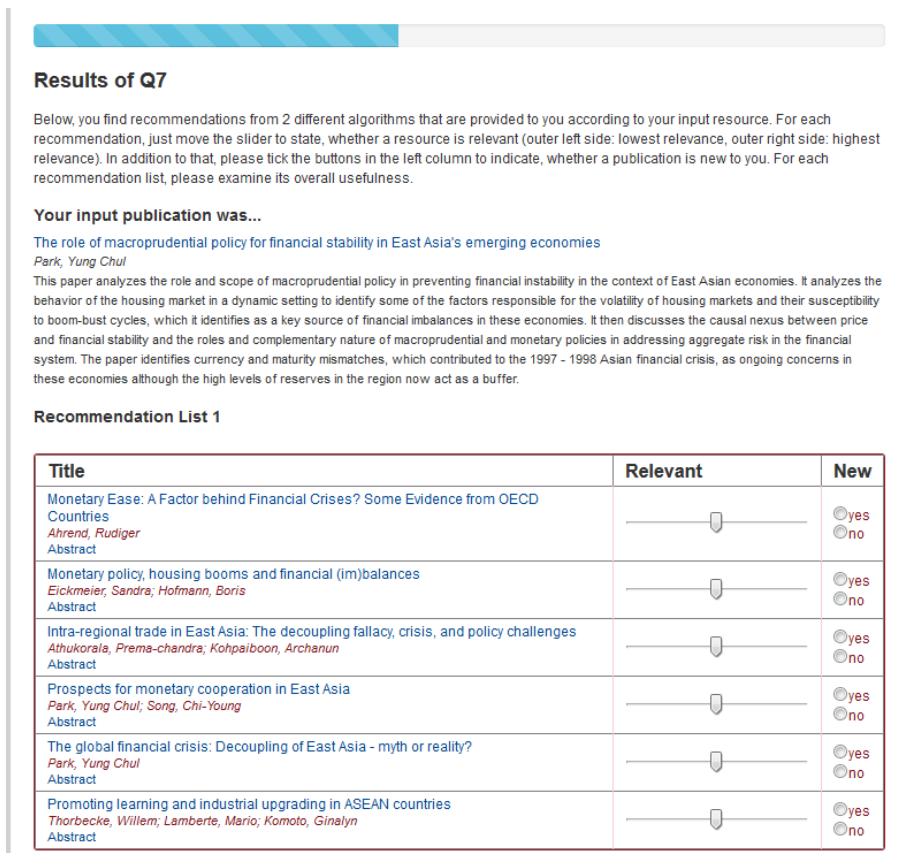 Results of Q7
Below, you find recommendations from 2 different algorithms that are provided to you according to your input resource. For each
recommendation, just move the slider to state, whether a resource is relevant (outer left side: lowest relevance, outer right side: highest
relevance). In addition to that, please tick the buttons in the left column to indicate, whether a publication is new to you. For each
recommendation list, please examine its overall usefulness.
Your input publication was...
The role of macroprudential policy for financial stability in East Asia's emerging economies
Park, Yung Chul
This paper analyzes the role and scope of macroprudential policy in preventing financial instability in the context of East Asian economies. It analyzes the
behavior of the housing market in a dynamic setting to identify some of the factors responsible for the volatility of housing markets and their susceptibility
to boom-bust cycles, which it identifies as a key source of financial imbalances in these economies. It then discusses the causal nexus between price
and financial stability and the roles and complementary nature of macroprudential and monetary policies in addressing aggregate risk in the financial
system. The paper identifies currency and maturity mismatches, which contributed to the 1997 - 1998 Asian financial crisis, as ongoing concerns in
these economies although the high levels of reserves in the region now act as a buffer.
Recommendation List 1
Title Relevant New
Monetary Ease: A Factor behind Financial Crises? Some Evidence from OECD
Countries
Ahrend, Rudiger
Abstract
yes
no
Monetary policy, housing booms and financial (im)balances
Eickmeier, Sandra; Hofmann, Boris
Abstract
yes
no
Intra-regional trade in East Asia: The decoupling fallacy, crisis, and policy challenges
Athukorala, Prema-chandra; Kohpaiboon, Archanun
Abstract
yes
no
Prospects for monetary cooperation in East Asia
Park, Yung Chul; Song, Chi-Young
Abstract
yes
no
The global financial crisis: Decoupling of East Asia - myth or reality?
Park, Yung Chul
Abstract
yes
no
Promoting learning and industrial upgrading in ASEAN countries
Thorbecke, Willem; Lamberte, Mario; Komoto, Ginalyn
Abstract
yes
no